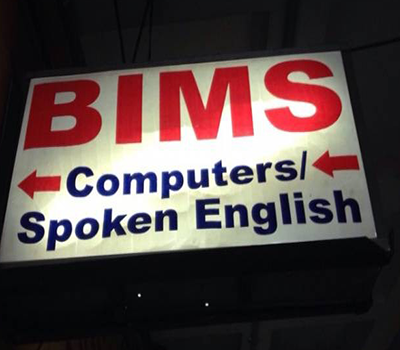 BIMS
Computers/
Spoken English